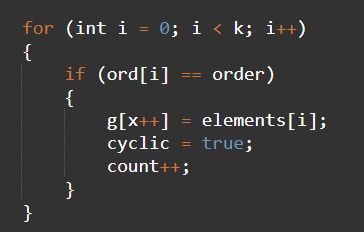 for (int i = 0; i < k; i++)
{
    if (ord[i] == order)
    {
        g[x++] = elements[i];
        cyclic = true;
        count++;
    }
}